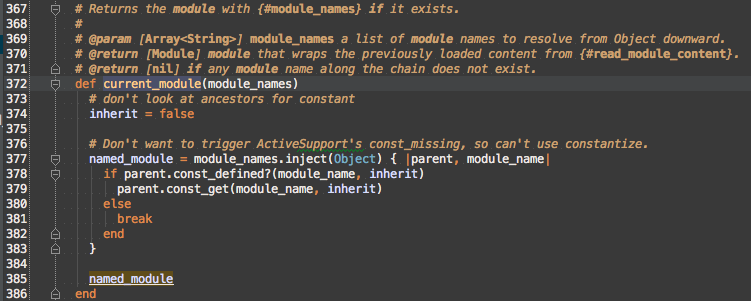 367 # Returns the module with {#module_names} if it exists.
368 #
369 # @param [Array<String>] module_names a list of module names to resolve from Object downward.
370 # @return [Module] module that wraps the previously loaded content from {#read_module_content}.
371 # @return [nil] if any module name along the chain does not exist.
372 def current_module(module_names)
373   # don't look at ancestors for constant
374   inherit = false
375
376   # Don't want to trigger ActiveSupport's const_missing, so can't use constantize.
377   named_module = module_names.inject(Object) { |parent, module_name|
378     if parent.const_defined?(module_name, inherit)
379       parent.const_get(module_name, inherit)
380     else
381       break
382     end
383   }
384
385   named_module
386 end